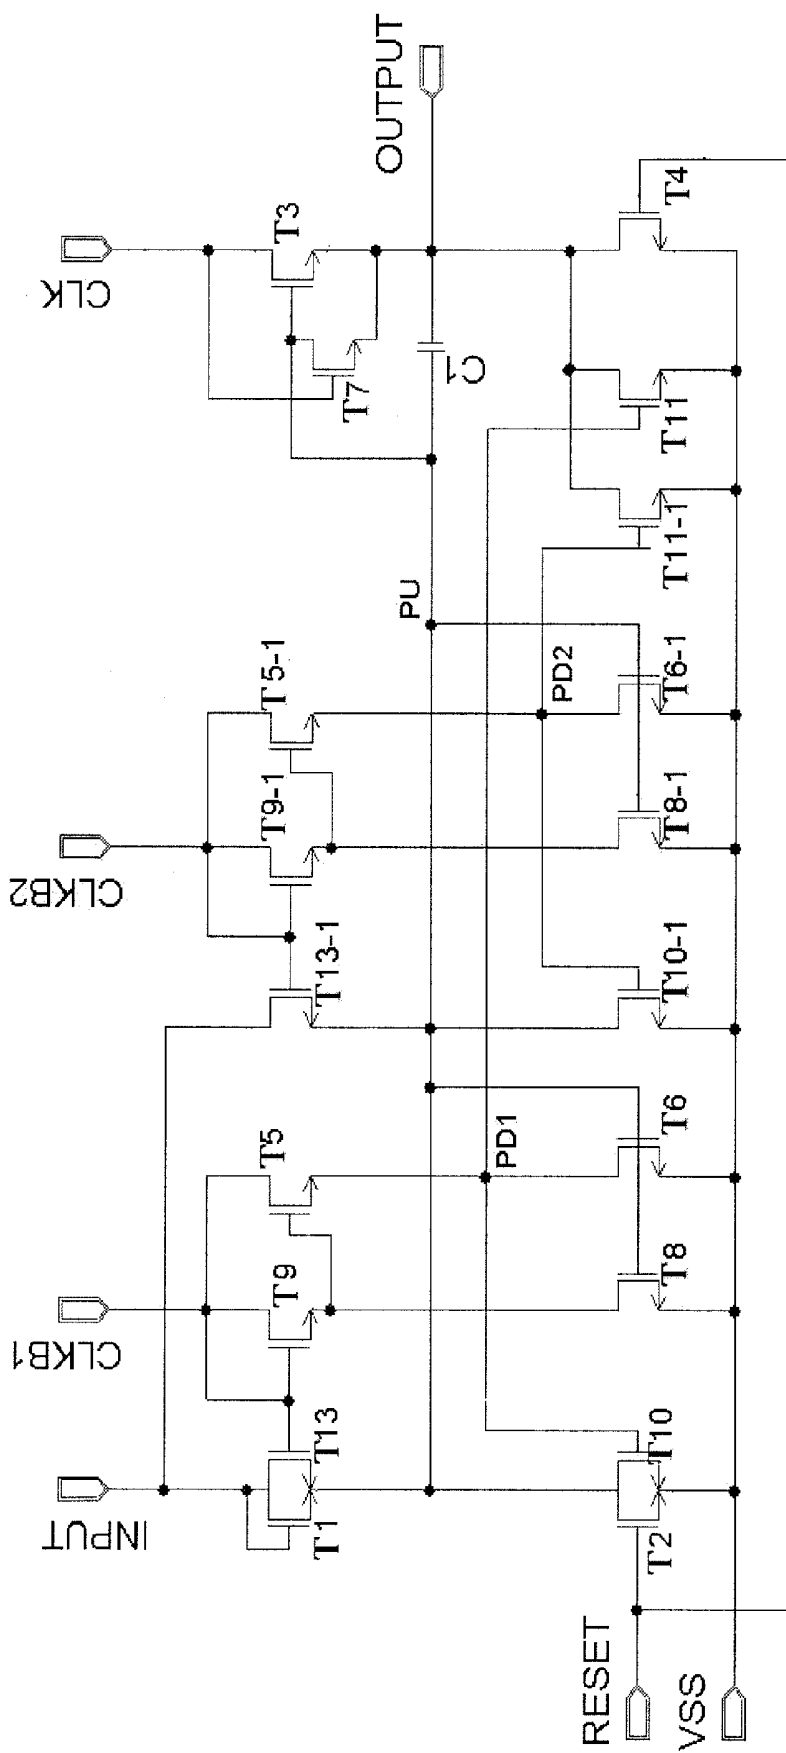 INPUT
CLKB1
CLKB2
CLK
T1
T13
T9
T5
T13-1
T9-1
T5-1
T7
T3
PU
C1
OUTPUT
PD1
PD2
T2
T10
T8
T6
T10-1
T8-1
T6-1
T11-1
T11
T4
RESET
VSS